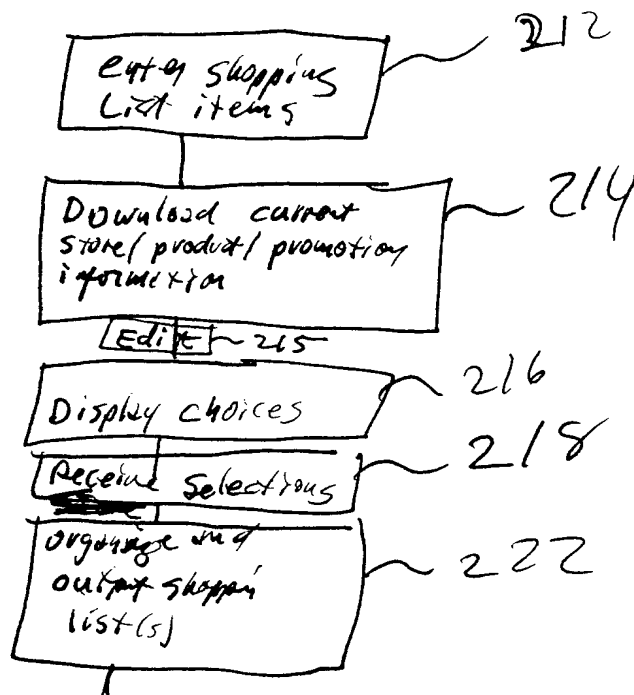 enter shopping
List items
212
Download current
store/product/promotion
information
214
Edit
215
Display choices
216
Receive Selections
218
organize and
output shoppin
list(s)
222